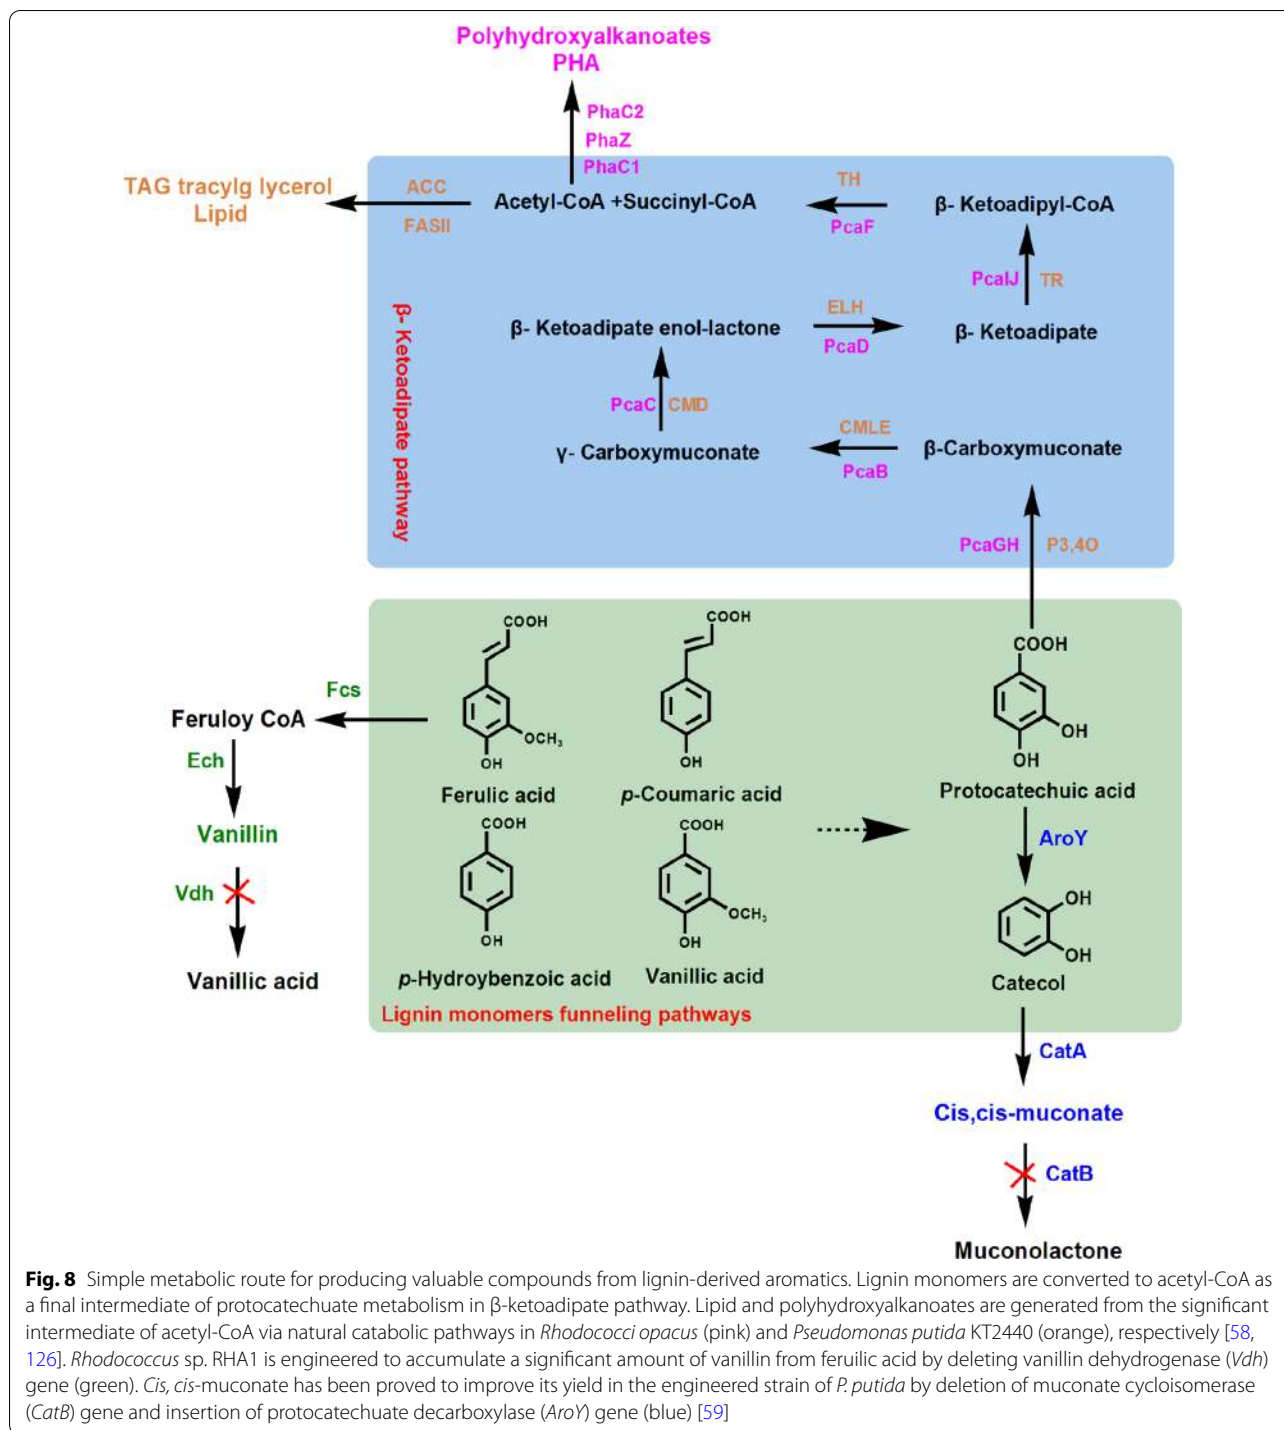 Polyhydroxyalkanoates
PHA
PhaC2
PhaZ
PhaC1
TAG tracylg lycerol
Lipid
ACC
FASII
Acetyl-CoA +Succinyl-CoA
TH
PcaF
β- Ketoadipyl-CoA
PcaIJ
TR
β- Ketoadipate enol-lactone
ELH
PcaD
β- Ketoadipate
β- Ketoadipate pathway
PcaC
CMD
γ- Carboxymuconate
CMLE
PcaB
β-Carboxymuconate
PcaGH
P3,4O
COOH
OCH3
OH
Ferulic acid
COOH
OH
p-Coumaric acid
COOH
OH
OH
Protocatechuic acid
Fcs
Feruloy CoA
Ech
Vanillin
Vdh
Vanillic acid
COOH
OH
p-Hydroybenzoic acid
COOH
OCH3
OH
Vanillic acid
AroY
OH
OH
Catecol
Lignin monomers funneling pathways
CatA
Cis,cis-muconate
CatB
Muconolactone
Fig. 8 Simple metabolic route for producing valuable compounds from lignin-derived aromatics. Lignin monomers are converted to acetyl-CoA as
a final intermediate of protocatechuate metabolism in β-ketoadipate pathway. Lipid and polyhydroxyalkanoates are generated from the significant
intermediate of acetyl-CoA via natural catabolic pathways in Rhodococci opacus (pink) and Pseudomonas putida KT2440 (orange), respectively [58,
126]. Rhodococcus sp. RHA1 is engineered to accumulate a significant amount of vanillin from feruilic acid by deleting vanillin dehydrogenase (Vdh)
gene (green). Cis, cis-muconate has been proved to improve its yield in the engineered strain of P. putida by deletion of muconate cycloisomerase
(CatB) gene and insertion of protocatechuate decarboxylase (AroY) gene (blue) [59]